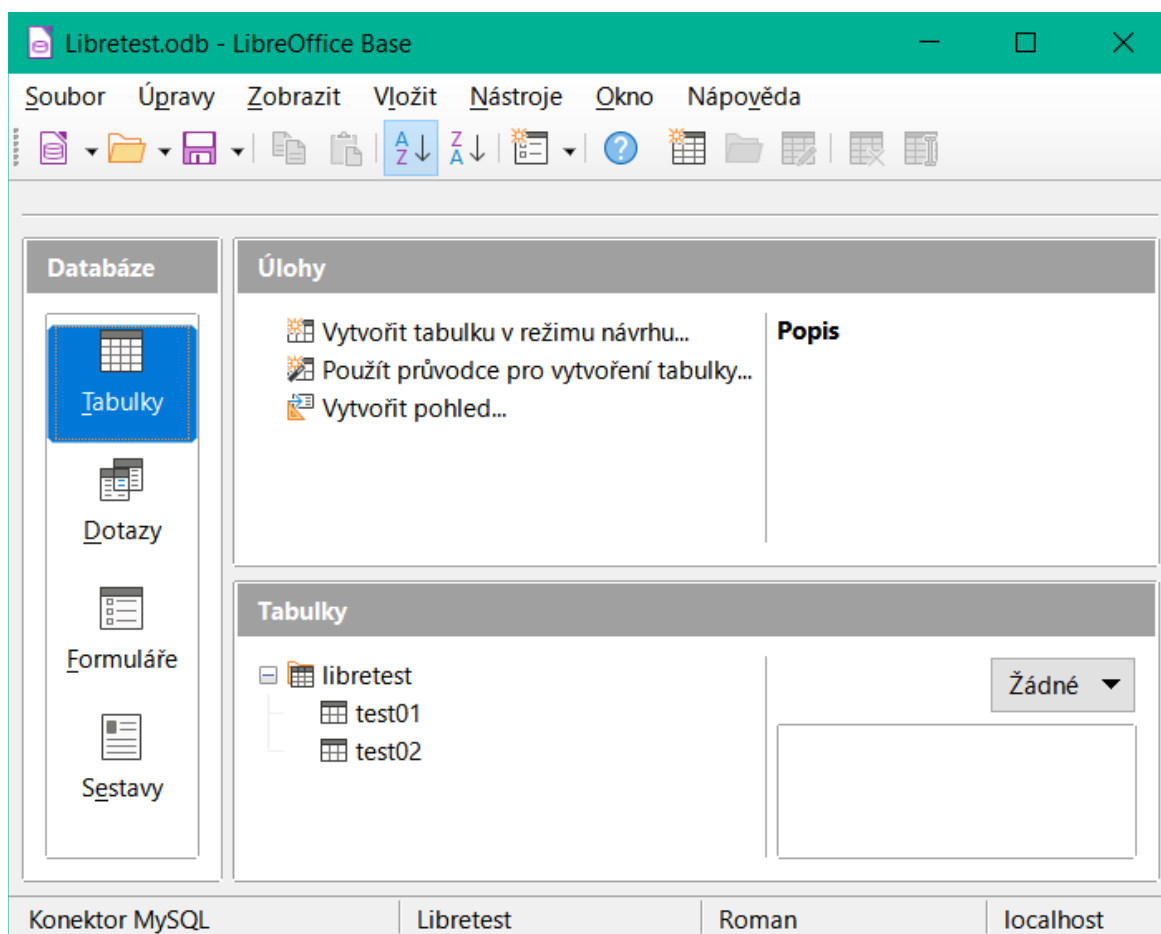 Libretest.odb - LibreOffice Base
Soubor Úpravy Zobrazit Vložit Nástroje Okno Nápověda
Databáze
Tabulky
Dotazy
Formuláře
Sestavy
Úlohy
Vytvořit tabulku v režimu návrhu...
Použít průvodce pro vytvoření tabulky...
Vytvořit pohled...
Popis
Tabulky
libretest
test01
test02
Žádné
Konektor MySQL Libretest Roman localhost